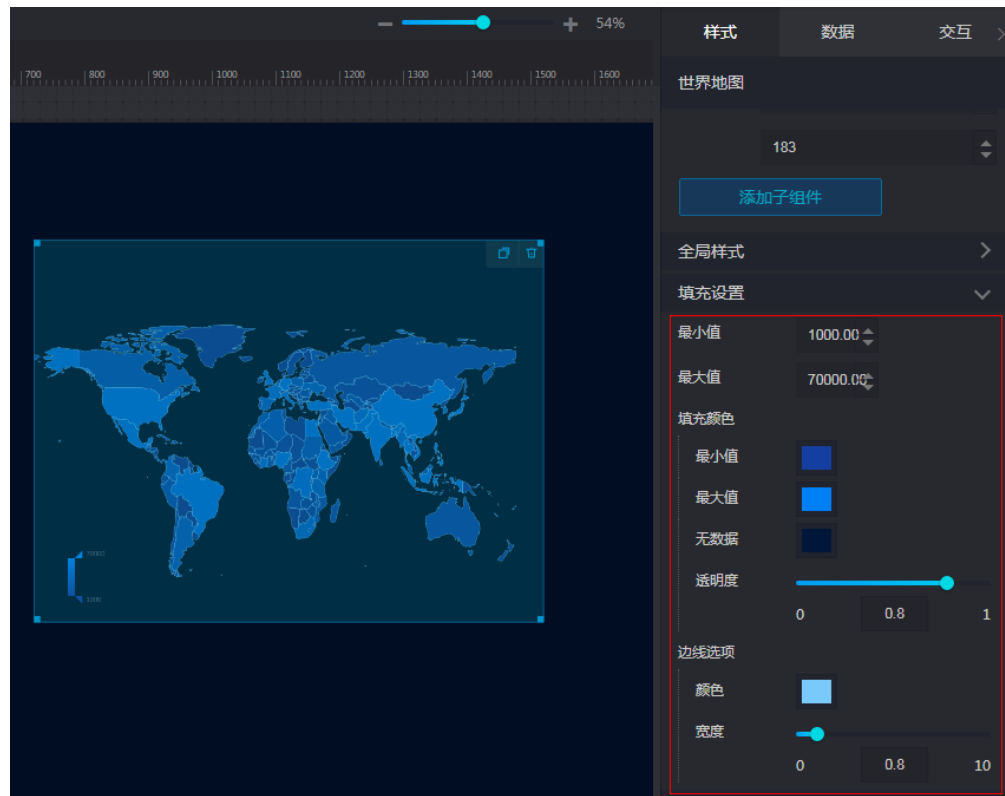 54%
样式 数据 交互
700 800 900 1000 1100 1200 1300 1400 1500 1600
世界地图
183
添加子组件
全局样式
填充设置
最小值 1000.00
最大值 70000.00
填充颜色
最小值
最大值
无数据
透明度
0 0.8 1
边线选项
颜色
宽度
0 0.8 10
70000
1000